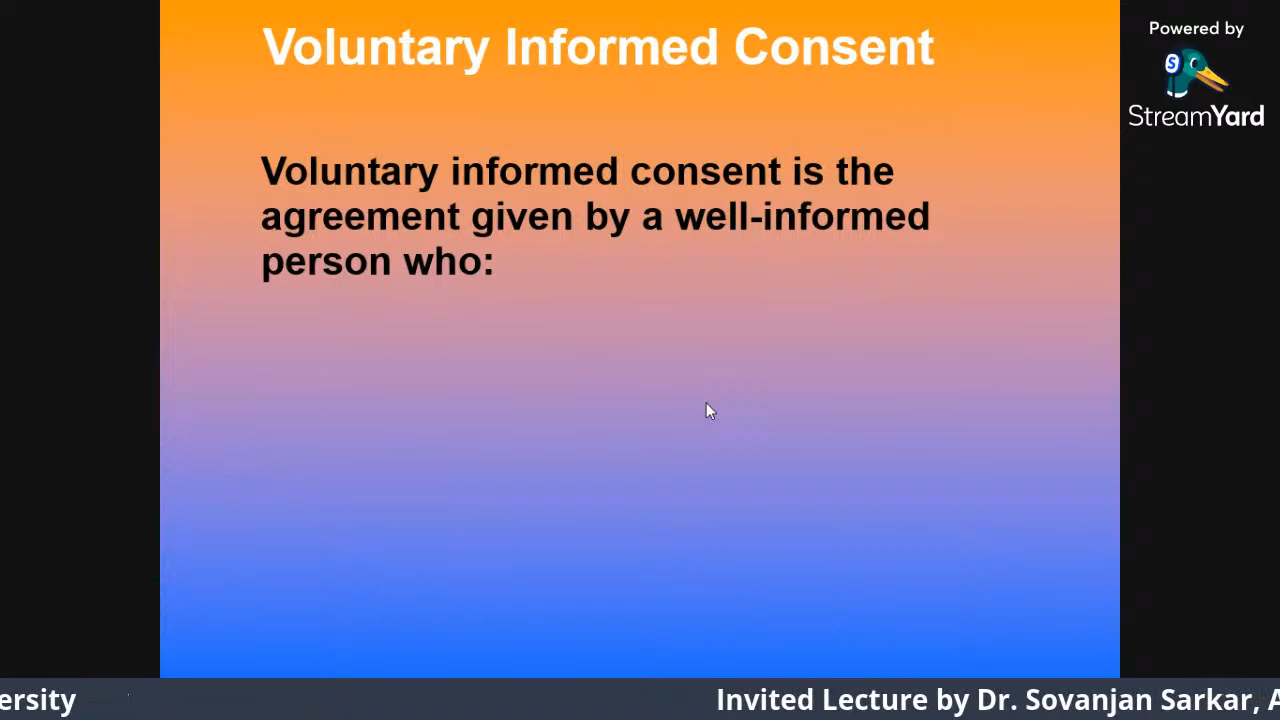 Voluntary Informed Consent
Powered by
S
StreamYard
Voluntary informed consent is the
agreement given by a well-informed
person who:
ersity
Invited Lecture by Dr. Sovanjan Sarkar, A